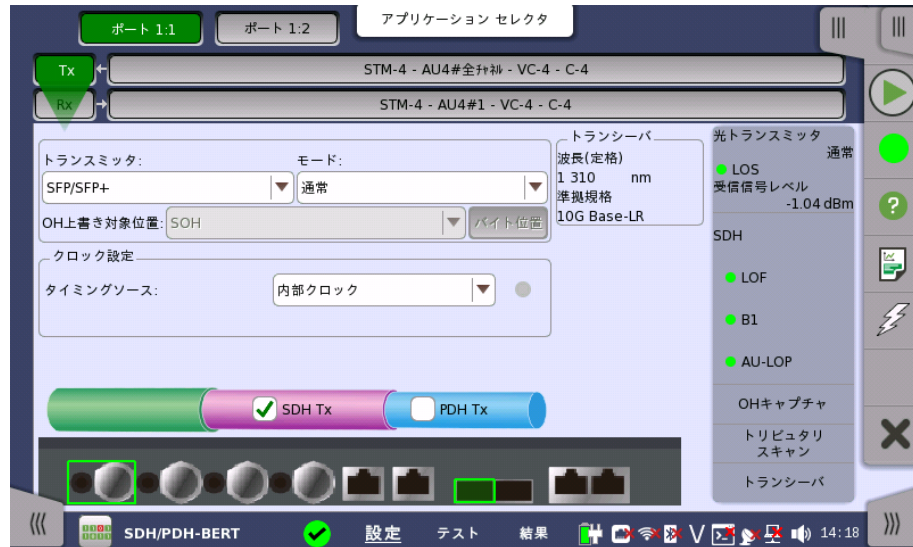 ポート 1:1
ポート 1:2
アプリケーション セレクタ
Tx
STM-4 - AU4#全ﾁｬﾈﾙ - VC-4 - C-4
Rx
STM-4 - AU4#1 - VC-4 - C-4
トランスミッタ:
モード:
SFP/SFP+
通常
OH上書き対象位置:
SOH
バイト位置
クロック設定
タイミングソース:
内部クロック
トランシーバ
波長(定格)
1 310 nm
準拠規格
10G Base-LR
光トランスミッタ
通常
LOS
受信信号レベル
-1.04 dBm
SDH
LOF
B1
AU-LOP
OHキャプチャ
トリビュタリ
スキャン
トランシーバ
SDH Tx
PDH Tx
SDH/PDH-BERT
設定
テスト
結果
14:18